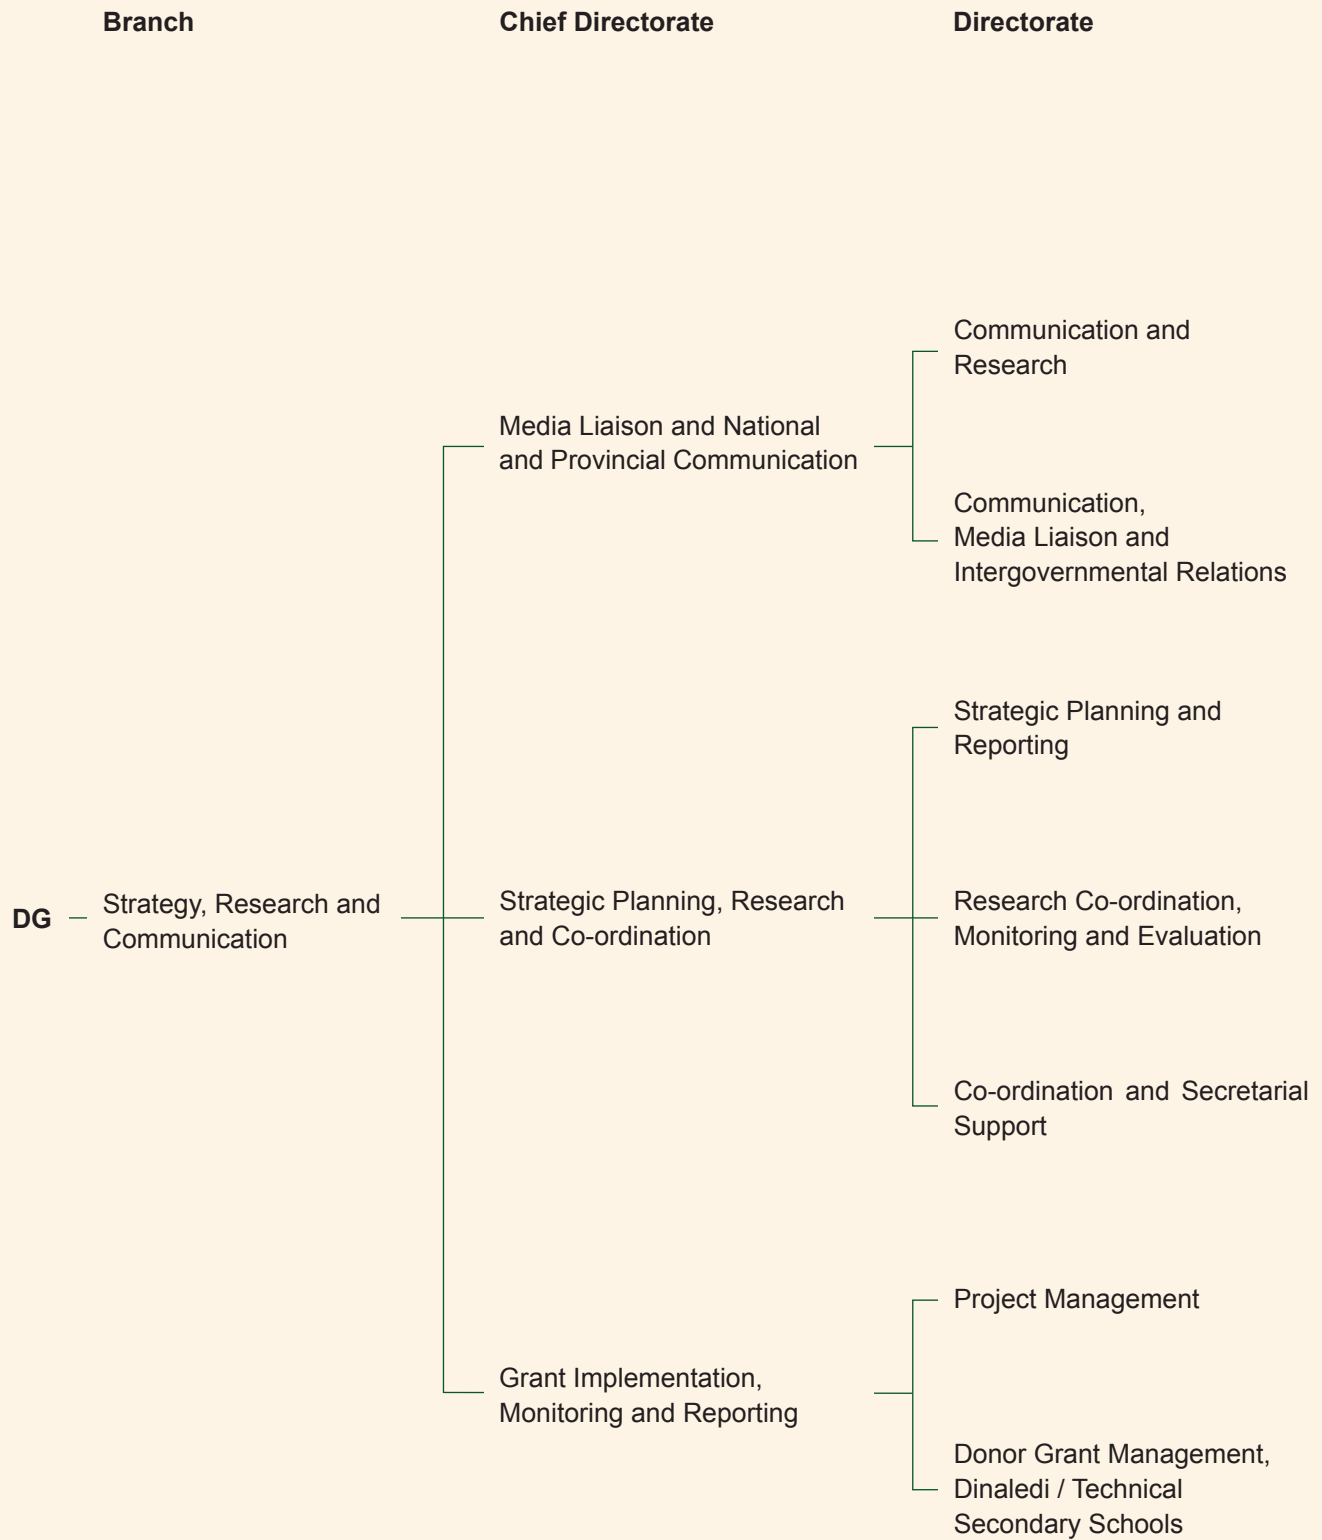 Branch
Chief Directorate
Directorate
Communication and
Research
Media Liaison and National
and Provincial Communication
Communication,
Media Liaison and
Intergovernmental Relations
Strategic Planning and
Reporting
DG
Strategy, Research and
Communication
Strategic Planning, Research
and Co-ordination
Research Co-ordination,
Monitoring and Evaluation
Co-ordination and Secretarial
Support
Project Management
Grant Implementation,
Monitoring and Reporting
Donor Grant Management,
Dinaledi / Technical
Secondary Schools